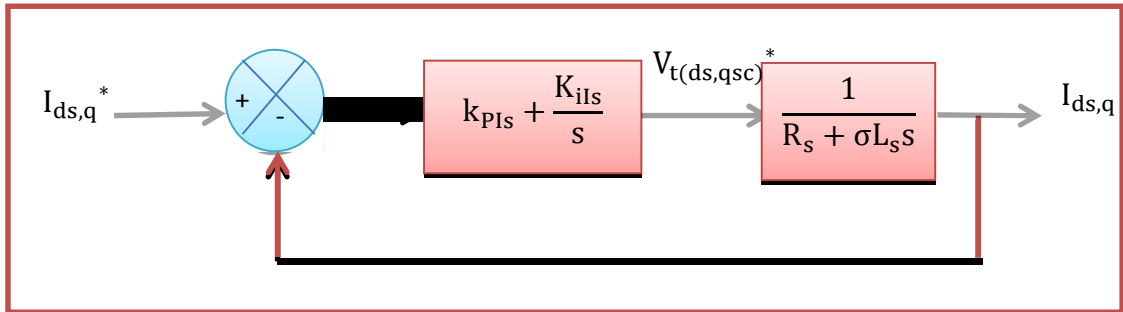 I_ds,q*
+
-
k_PIs + K_iIs/s
V_t(ds,qsc)*
1/(R_s + σL_s s)
I_ds,q